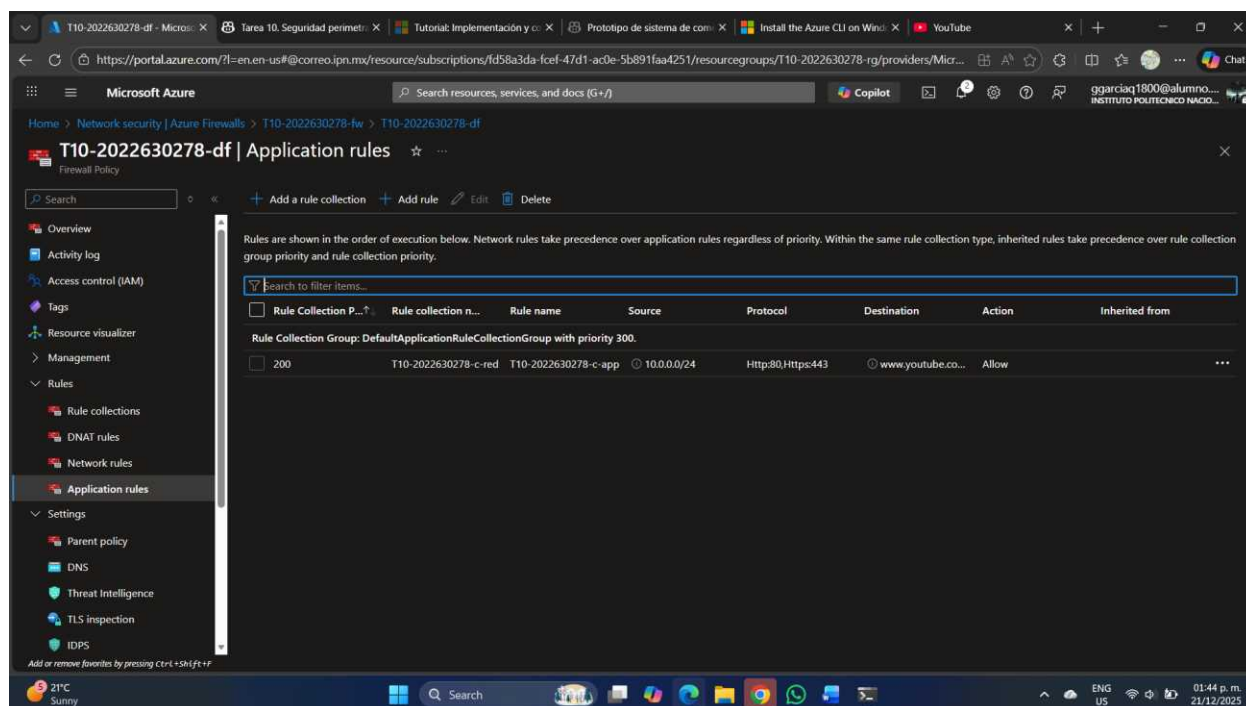 T10-2022630278-df - Microso
Tarea 10. Seguridad perimetra
Tutorial: Implementación y co
Prototipo de sistema de com
Install the Azure CLI on Wind
YouTube
https://portal.azure.com/?l=en.en-us#@correo.ipn.mx/resource/subscriptions/fd58a3da-fcef-47d1-ac0e-5b891faa4251/resourcegroups/T10-2022630278-rg/providers/Micr...
Chat
Microsoft Azure
Search resources, services, and docs (G+/)
Copilot
2
ggarciaq1800@alumno....
INSTITUTO POLITECNICO NACIO...
Home > Network security | Azure Firewalls > T10-2022630278-fw > T10-2022630278-df
T10-2022630278-df | Application rules
Firewall Policy
Search
Add a rule collection
Add rule
Edit
Delete
Overview
Activity log
Access control (IAM)
Tags
Resource visualizer
Management
Rules
Rule collections
DNAT rules
Network rules
Application rules
Settings
Parent policy
DNS
Threat Intelligence
TLS inspection
IDPS
Add or remove favorites by pressing Ctrl+Shift+F
Rules are shown in the order of execution below. Network rules take precedence over application rules regardless of priority. Within the same rule collection type, inherited rules take precedence over rule collection
group priority and rule collection priority.
Search to filter items...
Rule Collection P...↑ Rule collection n... Rule name Source Protocol Destination Action Inherited from
Rule Collection Group: DefaultApplicationRuleCollectionGroup with priority 300.
200 T10-2022630278-c-red T10-2022630278-c-app 10.0.0.0/24 Http:80,Https:443 www.youtube.co... Allow
5
21°C
Sunny
Search
ENG
US
01:44 p. m.
21/12/2025